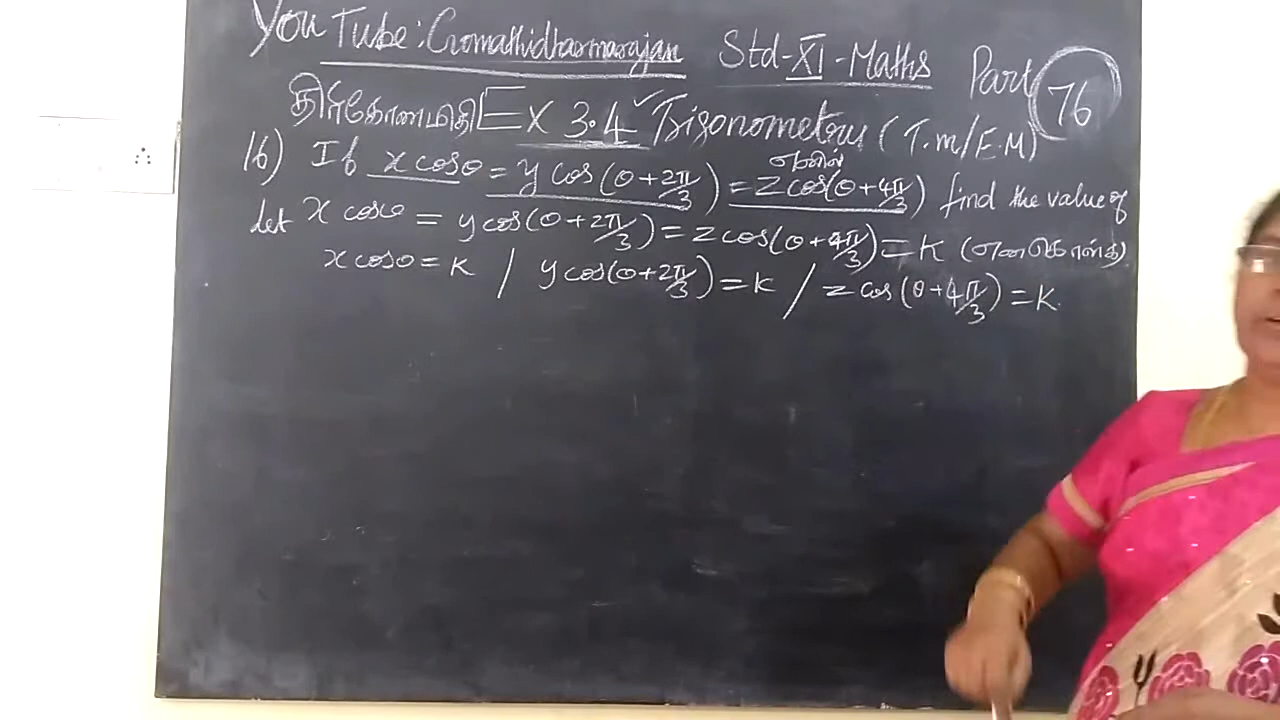 YouTube: Gomathidharmarajan Std-XI-Maths Part 76
திரிகோணமிதி Ex 3.4 ✓ Trigonometry (T.m/E.M)
எனில்
16) If x cosθ = y cos(θ+2π/3) = z cos(θ+4π/3) find the value of
let x cosθ = y cos(θ+2π/3) = z cos(θ+4π/3) = K (எனகொள்க)
x cosθ = K / y cos(θ+2π/3) = K / z cos(θ+4π/3) = K.